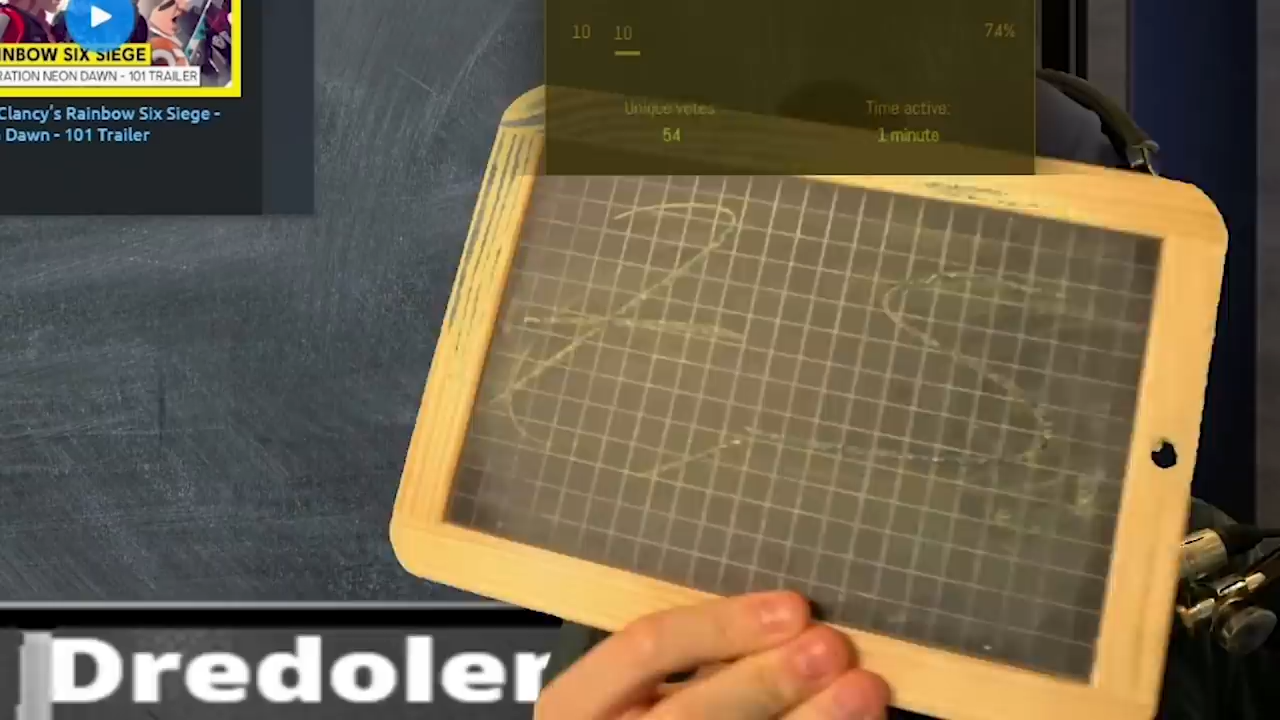 INBOW SIX SIEGE
RATION NEON DAWN - 101 TRAILER
Clancy's Rainbow Six Siege -
Dawn - 101 Trailer
10 10 74%
Unique votes: Time active:
54 1 minute
Dredoler